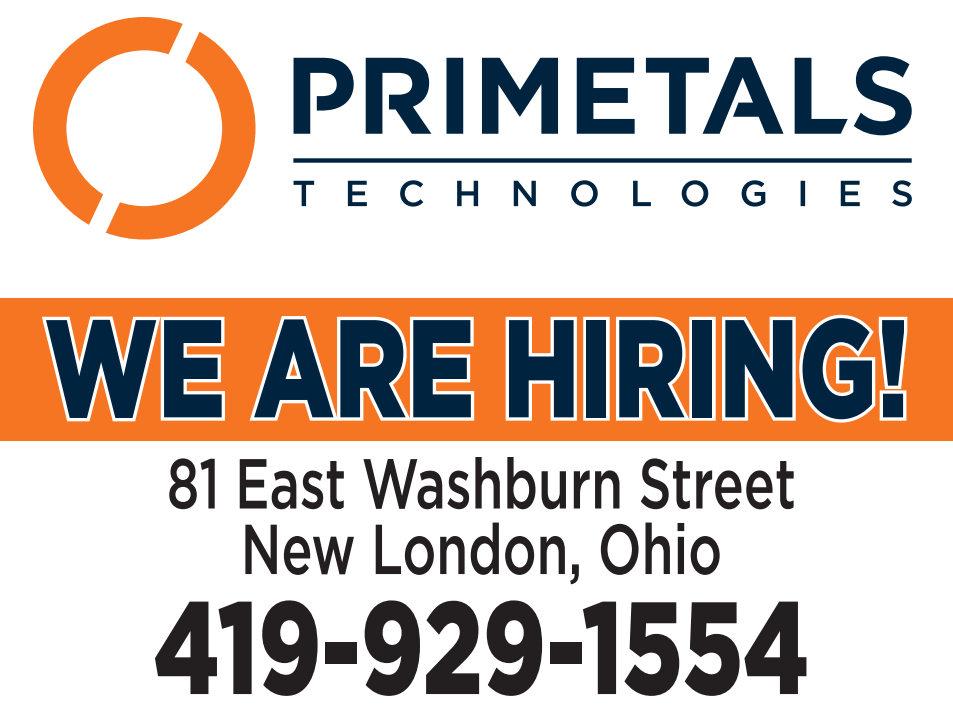 PRIMETALS
TECHNOLOGIES
WE ARE HIRING!
81 East Washburn Street
New London, Ohio
419-929-1554